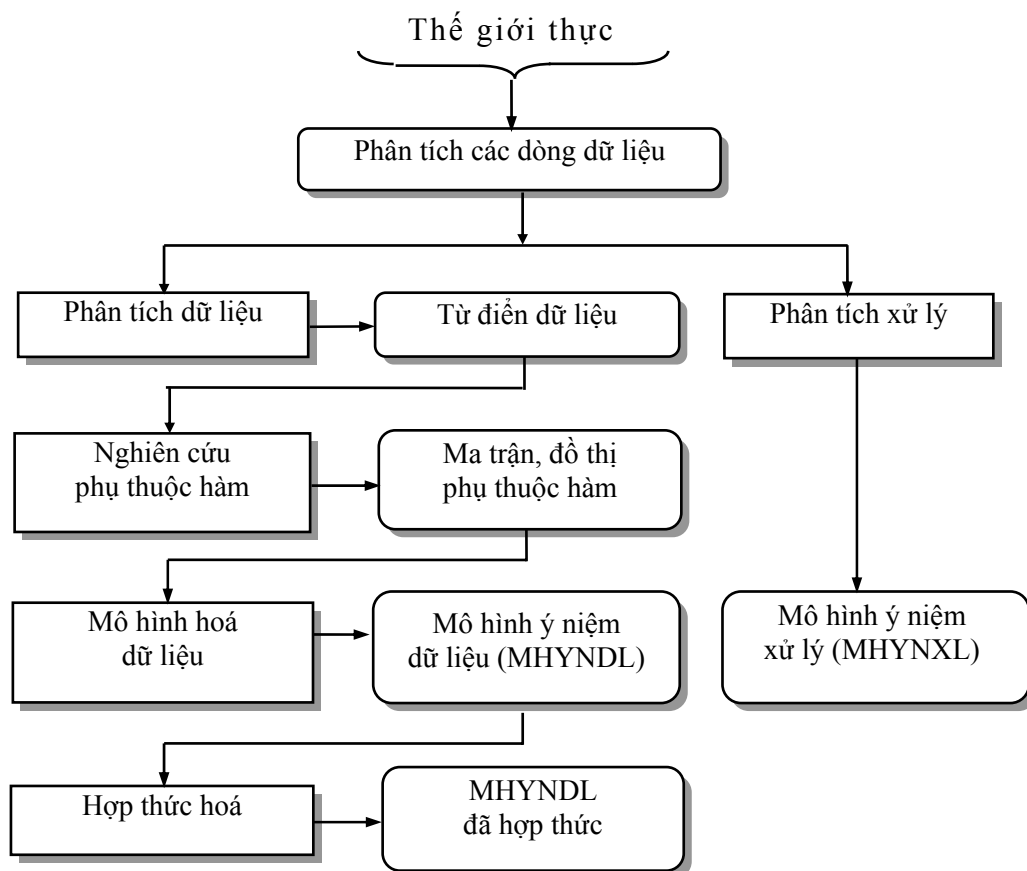 Thế giới thực
Phân tích các dòng dữ liệu
Phân tích dữ liệu
Từ điển dữ liệu
Phân tích xử lý
Nghiên cứu
phụ thuộc hàm
Ma trận, đồ thị
phụ thuộc hàm
Mô hình hoá
dữ liệu
Mô hình ý niệm
dữ liệu (MHYNDL)
Mô hình ý niệm
xử lý (MHYNXL)
Hợp thức hoá
MHYNDL
đã hợp thức